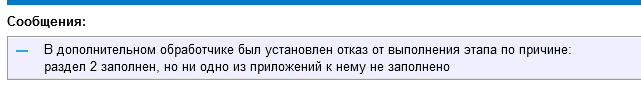 Сообщения:
— В дополнительном обработчике был установлен отказ от выполнения этапа по причине:
раздел 2 заполнен, но ни одно из приложений к нему не заполнено